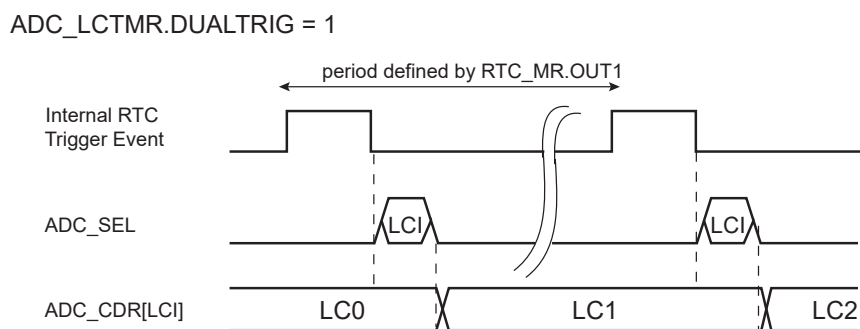 ADC_LCTMR.DUALTRIG = 1
period defined by RTC_MR.OUT1
Internal RTC
Trigger Event
ADC_SEL
LCI
LCI
ADC_CDR[LCI]
LC0
LC1
LC2